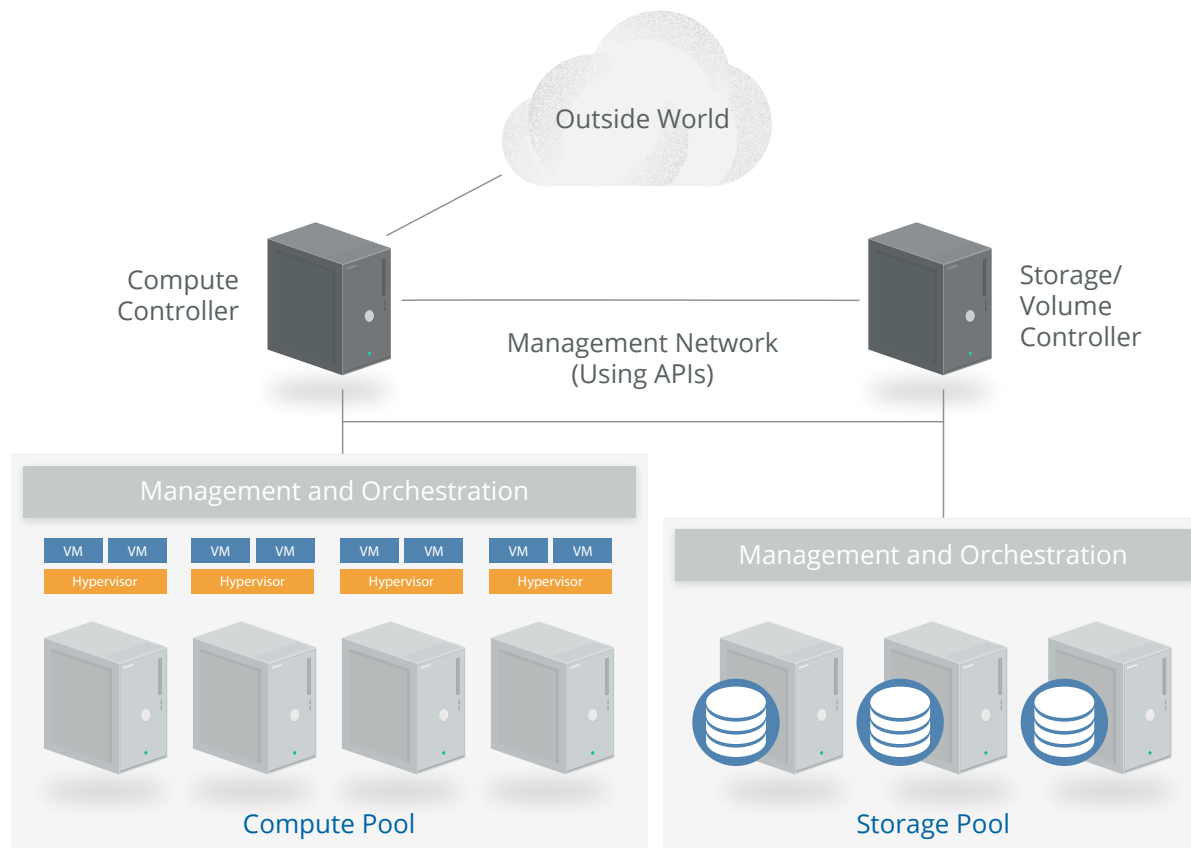 Outside World
Compute
Controller
Storage/
Volume
Controller
Management Network
(Using APIs)
Management and Orchestration
VM VM VM VM VM VM VM VM
Hypervisor Hypervisor Hypervisor Hypervisor
Compute Pool
Management and Orchestration
Storage Pool